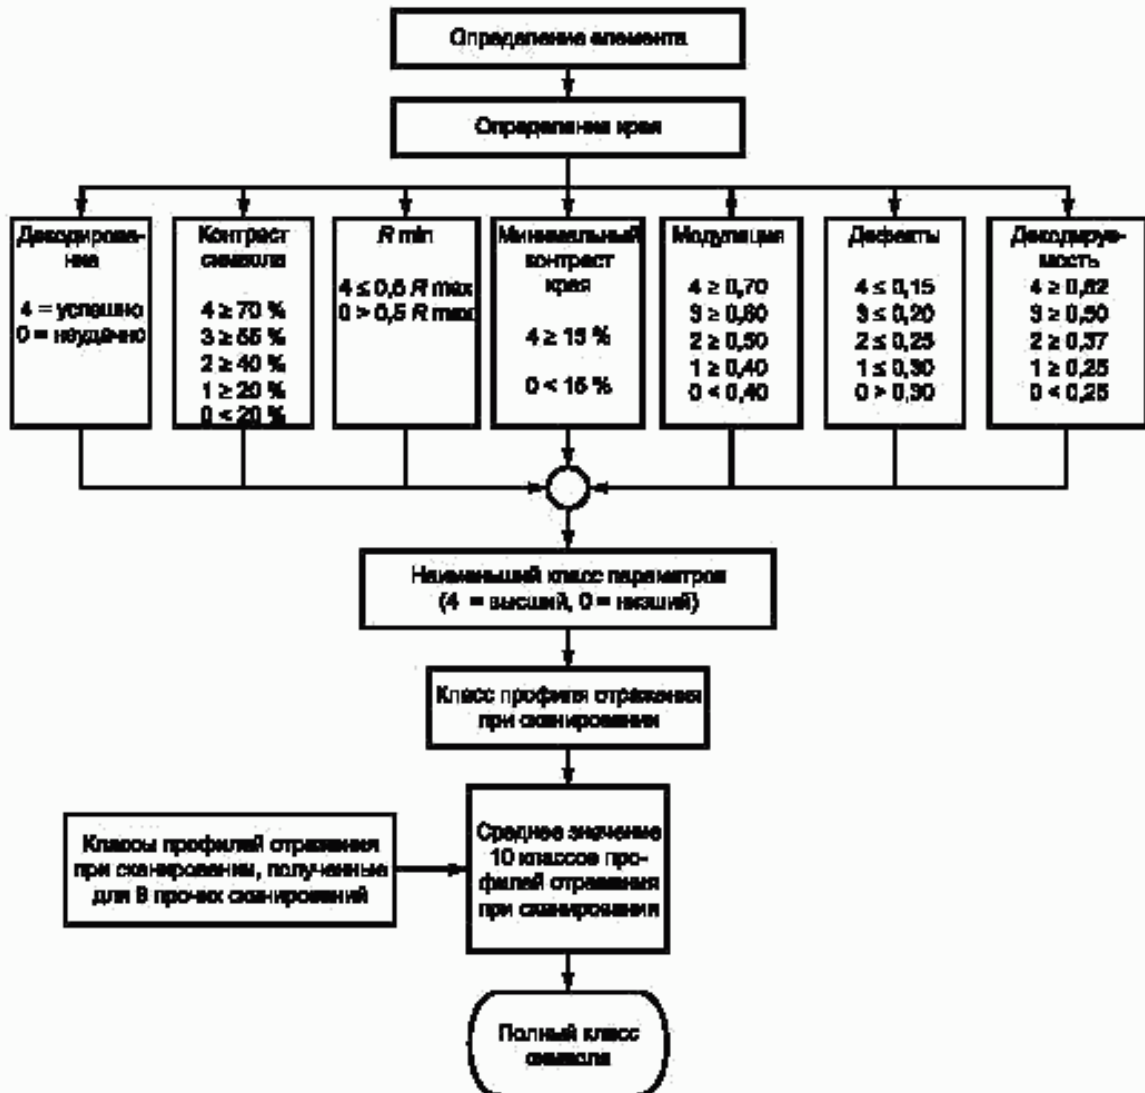 Определение элемента
Определение края
Декодирова-
ние
4 = успешно
0 = неудачно
Контраст
символа
4 ≥ 70 %
3 ≥ 55 %
2 ≥ 40 %
1 ≥ 20 %
0 < 20 %
R min
4 ≤ 0,5 R max
0 > 0,5 R max
Минимальный
контраст
края
4 ≥ 15 %
0 < 15 %
Модуляция
4 ≥ 0,70
3 ≥ 0,60
2 ≥ 0,50
1 ≥ 0,40
0 < 0,40
Дефекты
4 ≤ 0,15
3 ≤ 0,20
2 ≤ 0,25
1 ≤ 0,30
0 > 0,30
Декодируе-
мость
4 ≥ 0,62
3 ≥ 0,50
2 ≥ 0,37
1 ≥ 0,25
0 < 0,25
Наименьший класс параметров
(4 = высший, 0 = низший)
Класс профиля отражения
при сканировании
Классы профилей отражения
при сканировании, полученные
для 9 прочих сканирований
Среднее значение
10 классов про-
филей отражения
при сканировании
Полный класс
символа